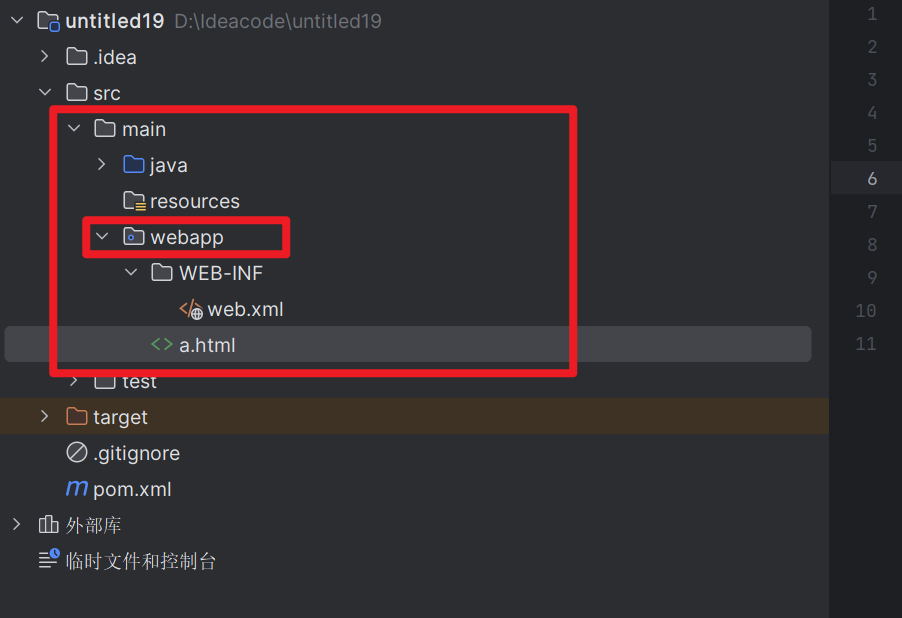 untitled19 D:\Ideacode\untitled19
.idea
src
main
java
resources
webapp
WEB-INF
web.xml
a.html
test
target
.gitignore
pom.xml
外部库
临时文件和控制台
1
2
3
4
5
6
7
8
9
10
11